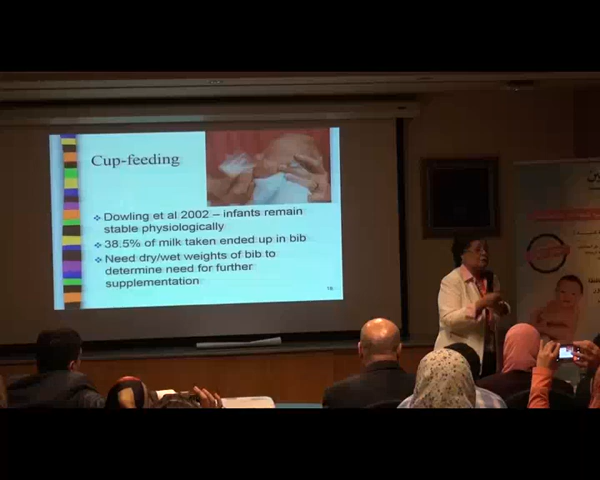 Cup-feeding
❖ Dowling et al 2002 – infants remain
stable physiologically
❖ 38.5% of milk taken ended up in bib
❖ Need dry/wet weights of bib to
determine need for further
supplementation